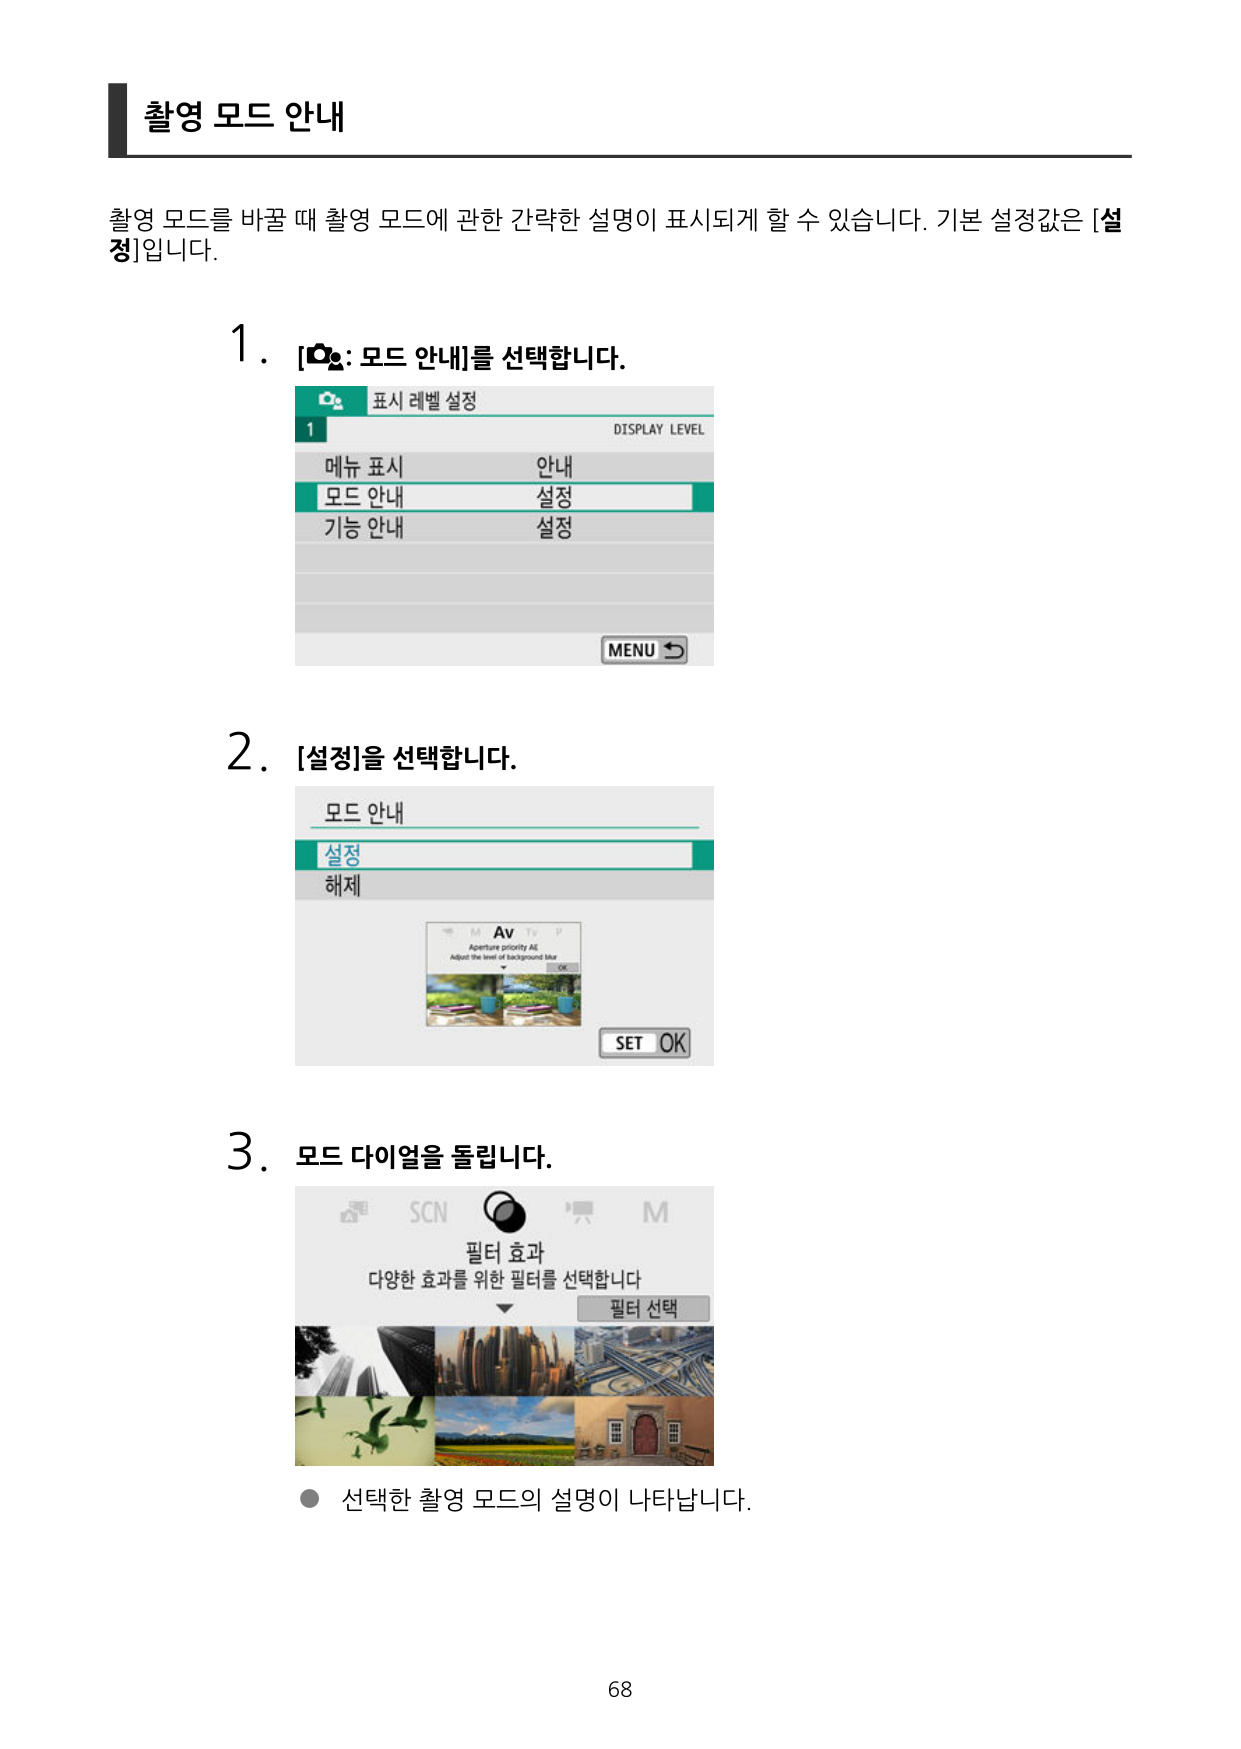 촬영 모드 안내
촬영 모드를 바꿀 때 촬영 모드에 관한 간략한 설명이 표시되게 할 수 있습니다. 기본 설정값은 [설
정]입니다.
1. [: 모드 안내]를 선택합니다.
표시 레벨 설정
1 DISPLAY LEVEL
메뉴 표시 안내
모드 안내 설정
기능 안내 설정
MENU
2. [설정]을 선택합니다.
모드 안내
설정
해제
M Av Tv P
Aperture priority AE
Adjust the level of background blur
OK
SET OK
3. 모드 다이얼을 돌립니다.
SCN M
필터 효과
다양한 효과를 위한 필터를 선택합니다
필터 선택
● 선택한 촬영 모드의 설명이 나타납니다.
68